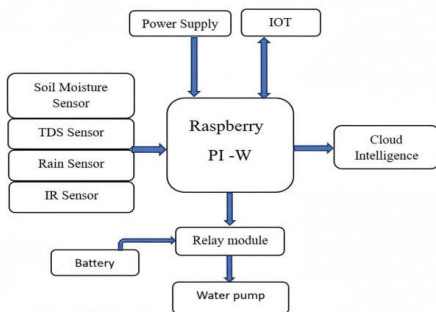 Power Supply
IOT
Soil Moisture
Sensor
TDS Sensor
Rain Sensor
IR Sensor
Raspberry
PI -W
Cloud
Intelligence
Relay module
Battery
Water pump